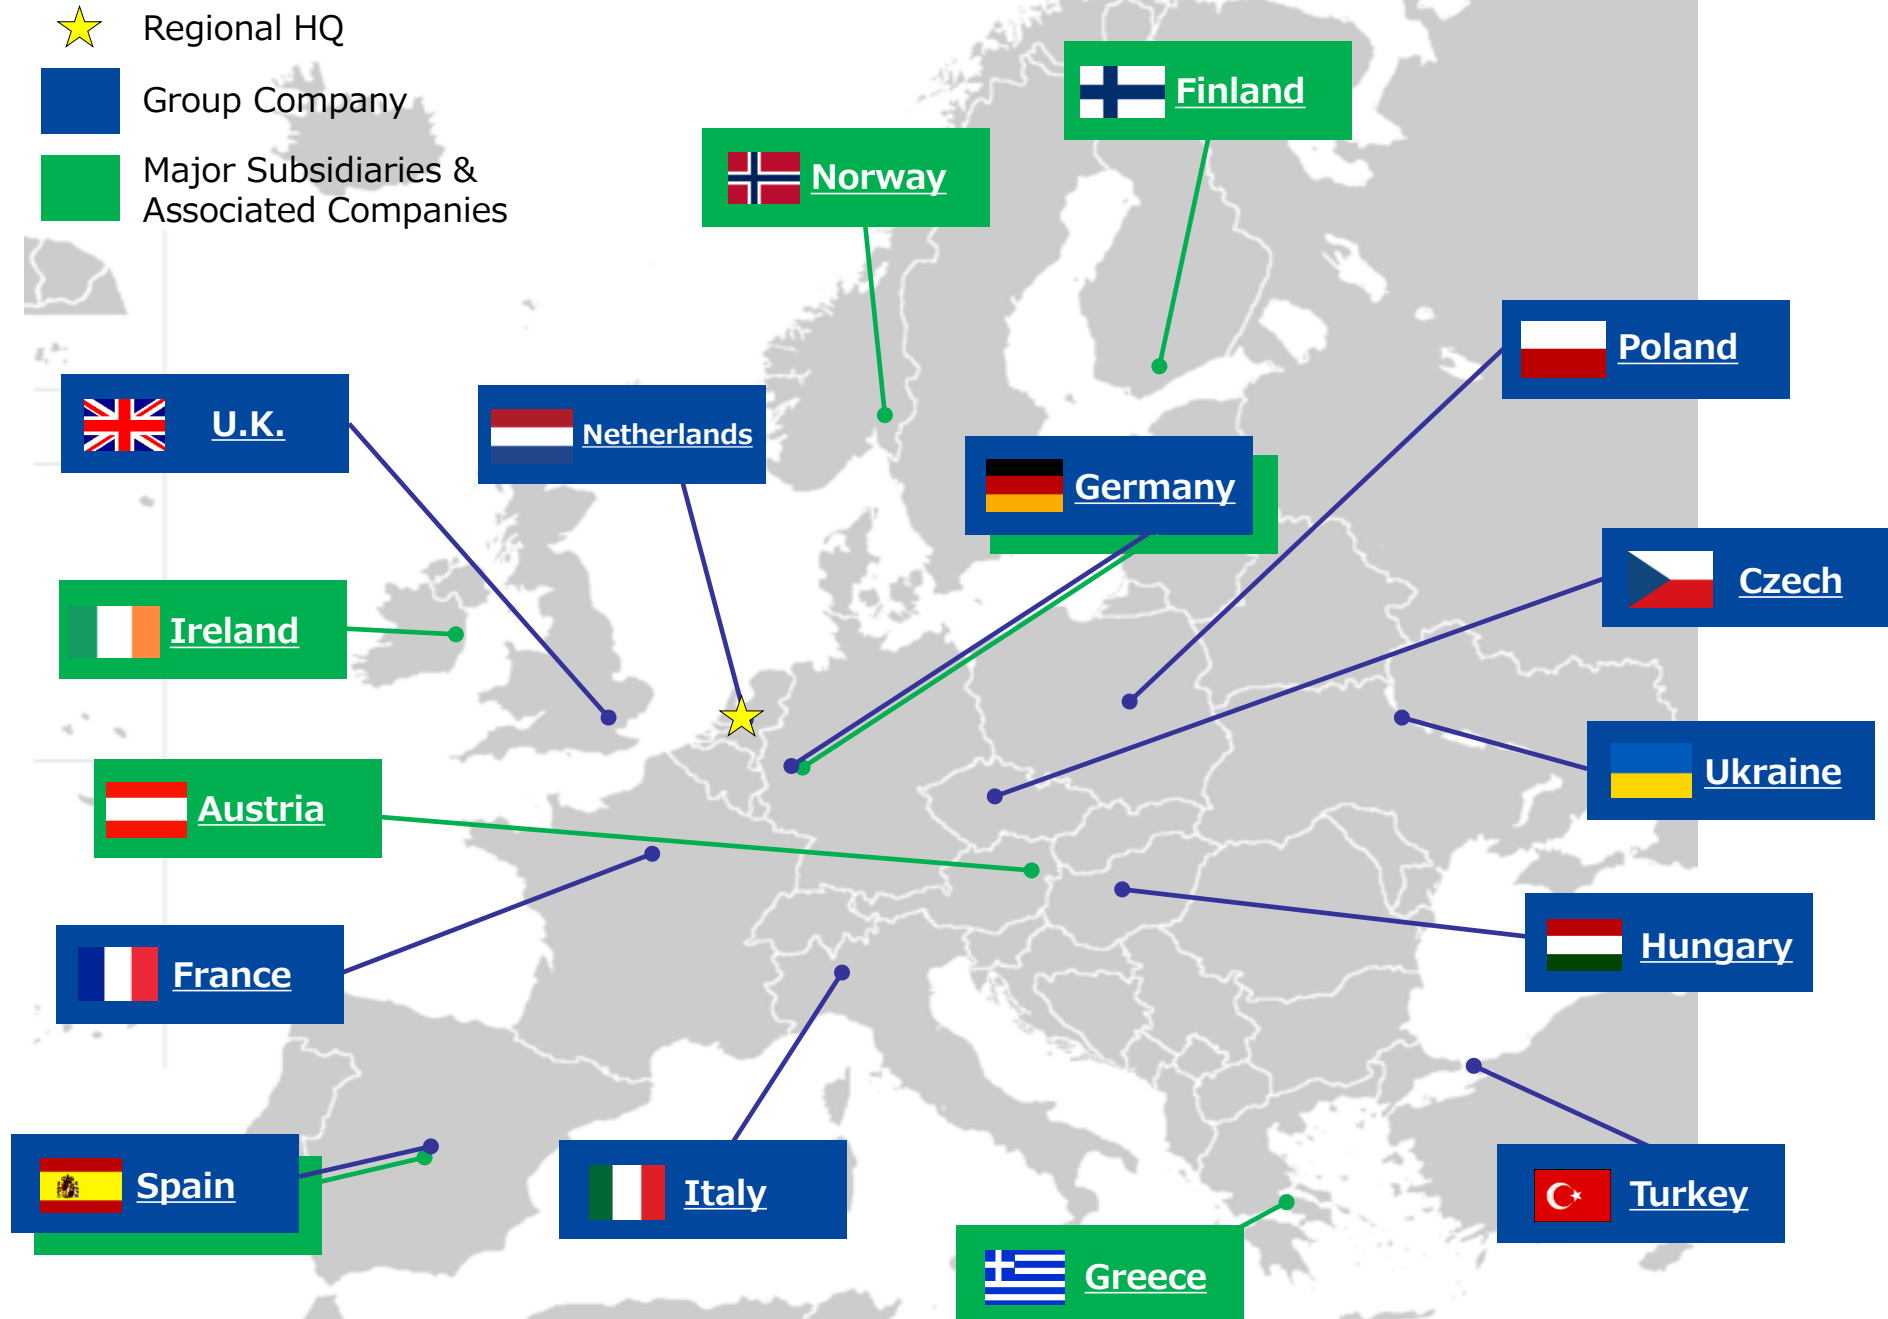 Regional HQ
Group Company
Major Subsidiaries &
Associated Companies
Finland
Norway
Poland
U.K.
Netherlands
Germany
Czech
Ireland
Ukraine
Austria
France
Hungary
Spain
Italy
Turkey
Greece